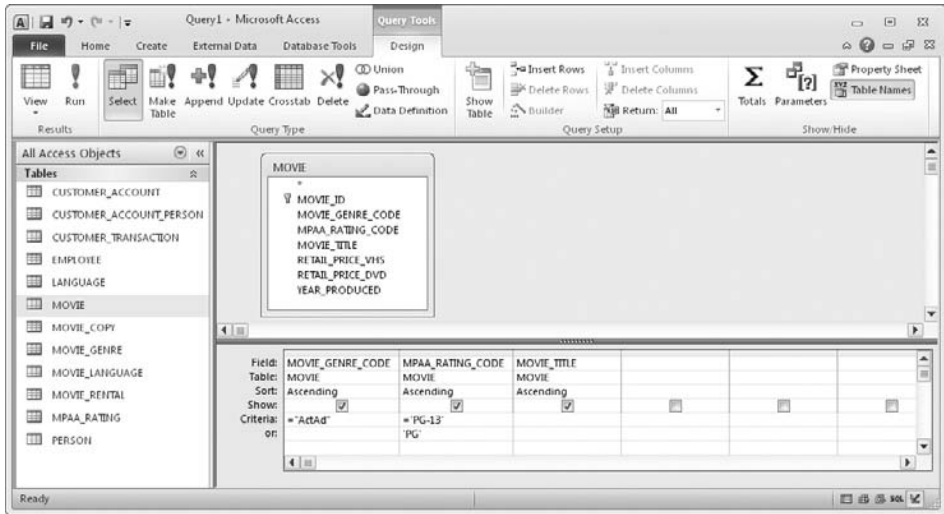 Query1 - Microsoft Access
Query Tools
File Home Create External Data Database Tools Design
View Run Select Make Table Append Update Crosstab Delete
Union
Pass-Through
Data Definition
Show Table
Insert Rows
Delete Rows
Builder
Insert Columns
Delete Columns
Return: All
Totals Parameters
Property Sheet
Table Names
Results Query Type Query Setup Show/Hide
All Access Objects
Tables
CUSTOMER_ACCOUNT
CUSTOMER_ACCOUNT_PERSON
CUSTOMER_TRANSACTION
EMPLOYEE
LANGUAGE
MOVIE
MOVIE_COPY
MOVIE_GENRE
MOVIE_LANGUAGE
MOVIE_RENTAL
MPAA_RATING
PERSON
MOVIE
*
MOVIE_ID
MOVIE_GENRE_CODE
MPAA_RATING_CODE
MOVIE_TITLE
RETAIL_PRICE_VHS
RETAIL_PRICE_DVD
YEAR_PRODUCED
Field: MOVIE_GENRE_CODE MPAA_RATING_CODE MOVIE_TITLE
Table: MOVIE MOVIE MOVIE
Sort: Ascending Ascending Ascending
Show:
Criteria: ="ActAd" ="PG-13"
or: "PG"
Ready
SQL